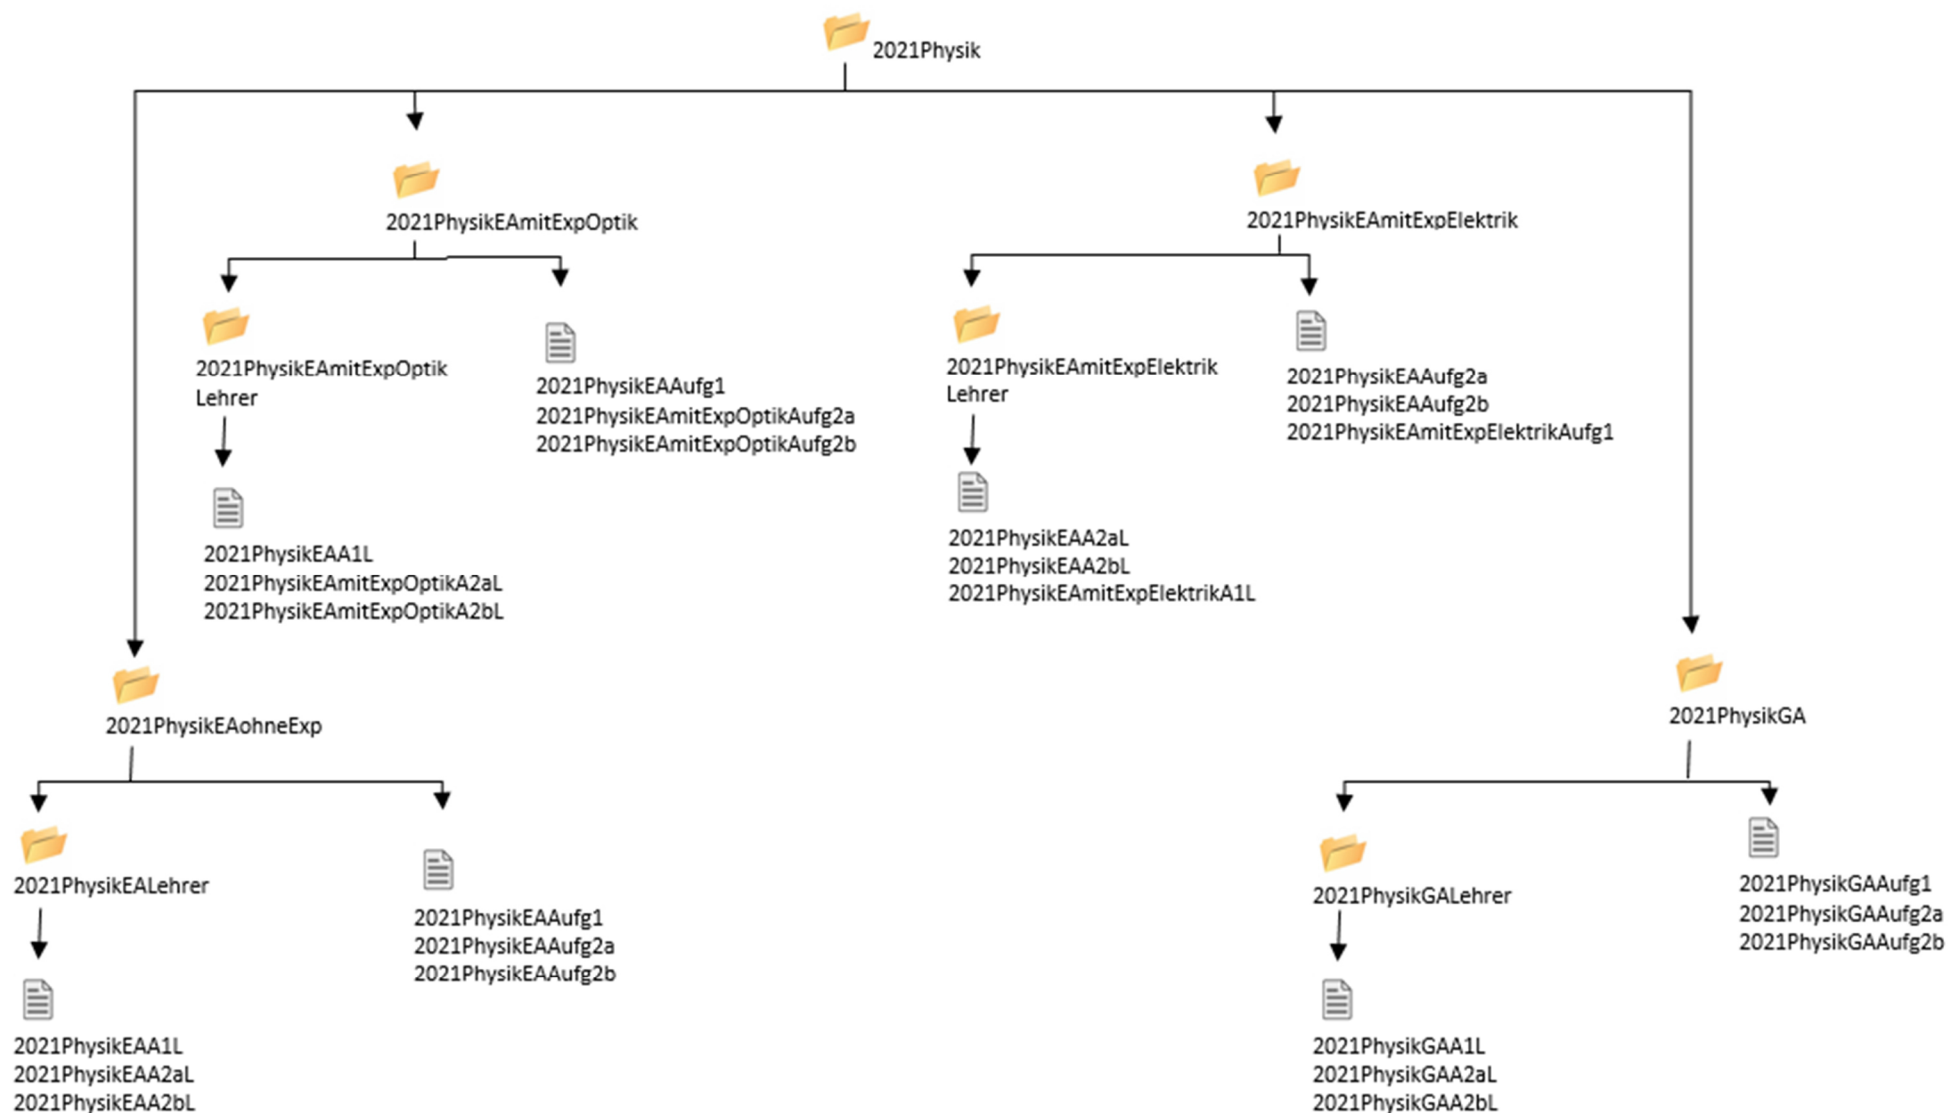 2021Physik
2021PhysikEAmitExpOptik
2021PhysikEAmitExpElektrik
2021PhysikEAmitExpOptik
Lehrer
2021PhysikEAAufg1
2021PhysikEAmitExpOptikAufg2a
2021PhysikEAmitExpOptikAufg2b
2021PhysikEAmitExpElektrik
Lehrer
2021PhysikEAAufg2a
2021PhysikEAAufg2b
2021PhysikEAmitExpElektrikAufg1
2021PhysikEAA1L
2021PhysikEAmitExpOptikA2aL
2021PhysikEAmitExpOptikA2bL
2021PhysikEAA2aL
2021PhysikEAA2bL
2021PhysikEAmitExpElektrikA1L
2021PhysikEAohneExp
2021PhysikGA
2021PhysikEALehrer
2021PhysikEAAufg1
2021PhysikEAAufg2a
2021PhysikEAAufg2b
2021PhysikGALehrer
2021PhysikGAAufg1
2021PhysikGAAufg2a
2021PhysikGAAufg2b
2021PhysikEAA1L
2021PhysikEAA2aL
2021PhysikEAA2bL
2021PhysikGAA1L
2021PhysikGAA2aL
2021PhysikGAA2bL